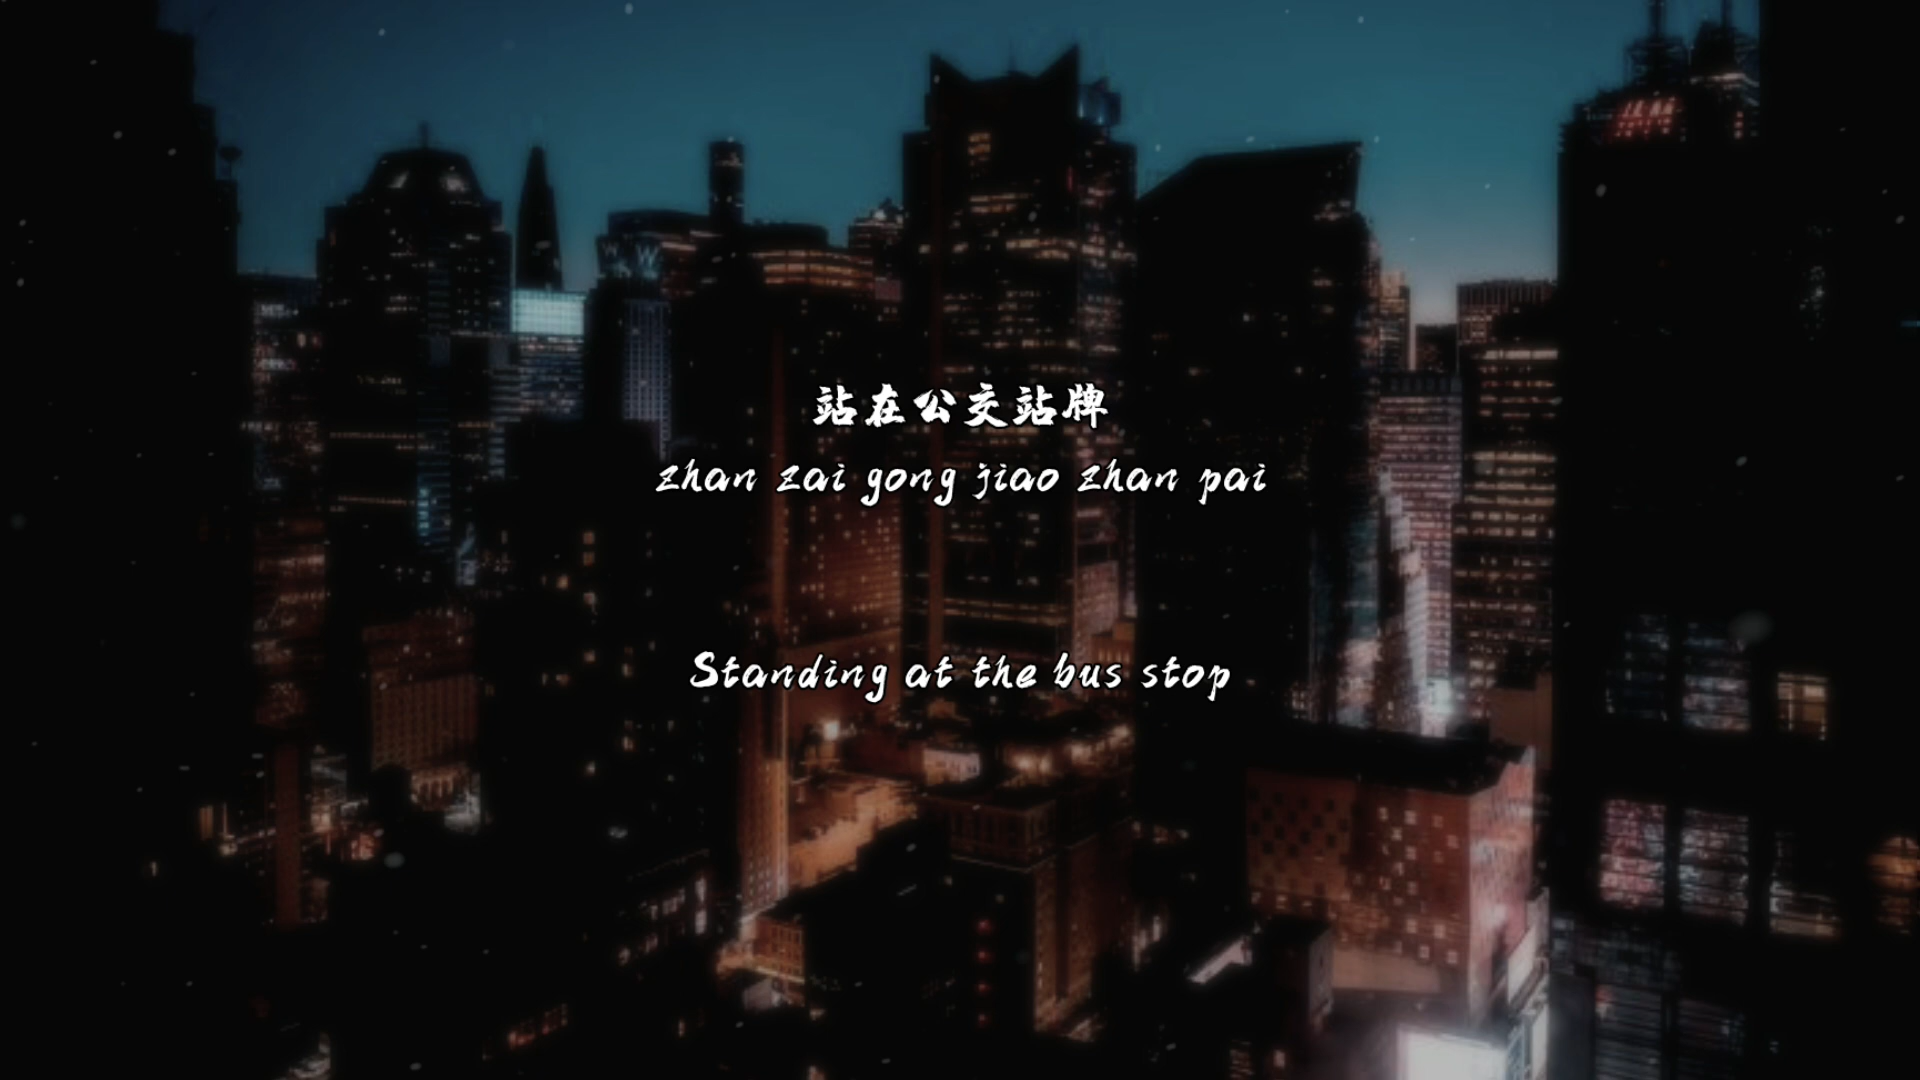 站在公交站牌
zhan zai gong jiao zhan pai
Standing at the bus stop